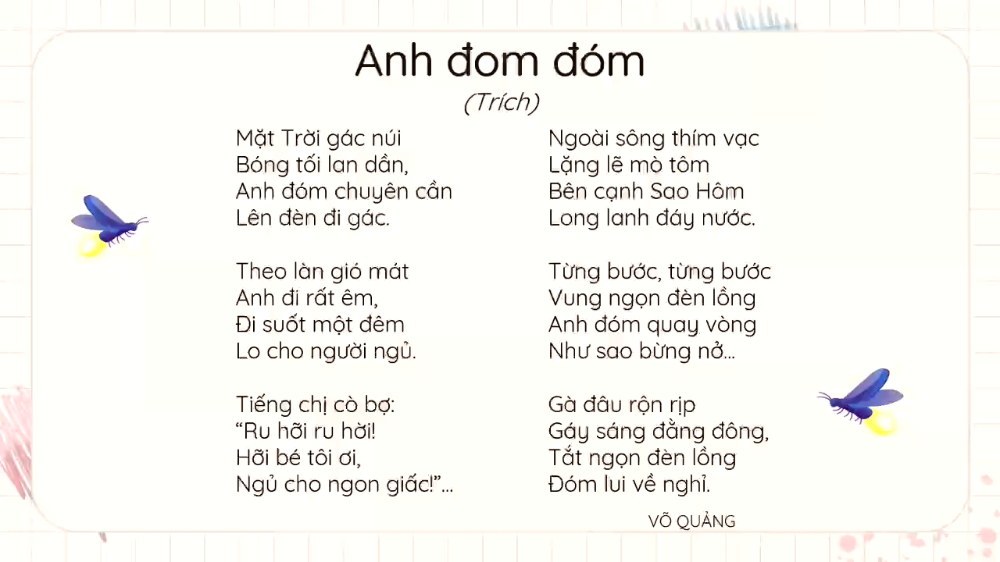 Anh đom đóm
(Trích)
Mặt Trời gác núi
Bóng tối lan dần,
Anh đóm chuyên cần
Lên đèn đi gác.
Theo làn gió mát
Anh đi rất êm,
Đi suốt một đêm
Lo cho người ngủ.
Tiếng chị cò bợ:
“Ru hỡi ru hời!
Hỡi bé tôi ơi,
Ngủ cho ngon giấc!”...
Ngoài sông thím vạc
Lặng lẽ mò tôm
Bên cạnh Sao Hôm
Long lanh đáy nước.
Từng bước, từng bước
Vung ngọn đèn lồng
Anh đóm quay vòng
Như sao bừng nở...
Gà đâu rộn rịp
Gáy sáng đằng đông,
Tắt ngọn đèn lồng
Đóm lui về nghỉ.
VÕ QUẢNG